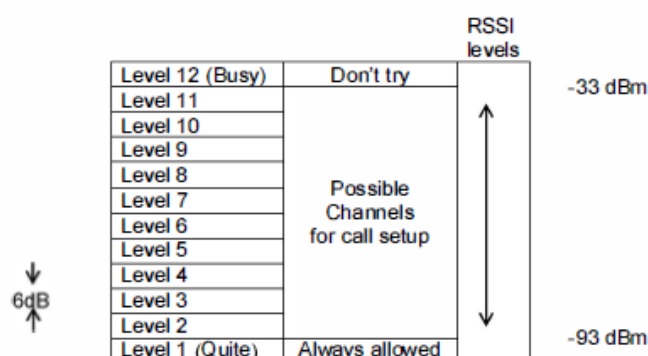 RSSI
levels
Level 12 (Busy) Don't try
-33 dBm
Level 11
Level 10
Level 9
Level 8
Level 7
Level 6
Level 5
Level 4
Level 3
Level 2
Possible
Channels
for call setup
6dB
-93 dBm
Level 1 (Quite) Always allowed